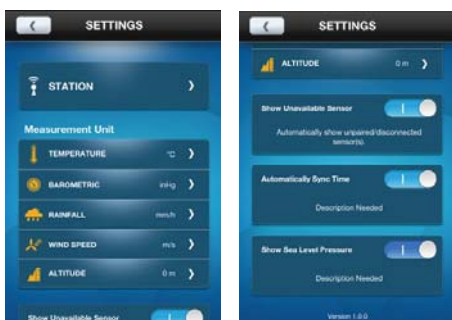 SETTINGS
STATION
Measurement Unit
TEMPERATURE °C
BAROMETRIC inHg
RAINFALL mm/h
WIND SPEED m/s
ALTITUDE 0 m
Show Unavailable Sensor
SETTINGS
ALTITUDE 0 m
Show Unavailable Sensor
Automatically show unpaired/disconnected
sensor(s).
Automatically Sync Time
Description Needed
Show Sea Level Pressure
Description Needed
Version 1.0.0